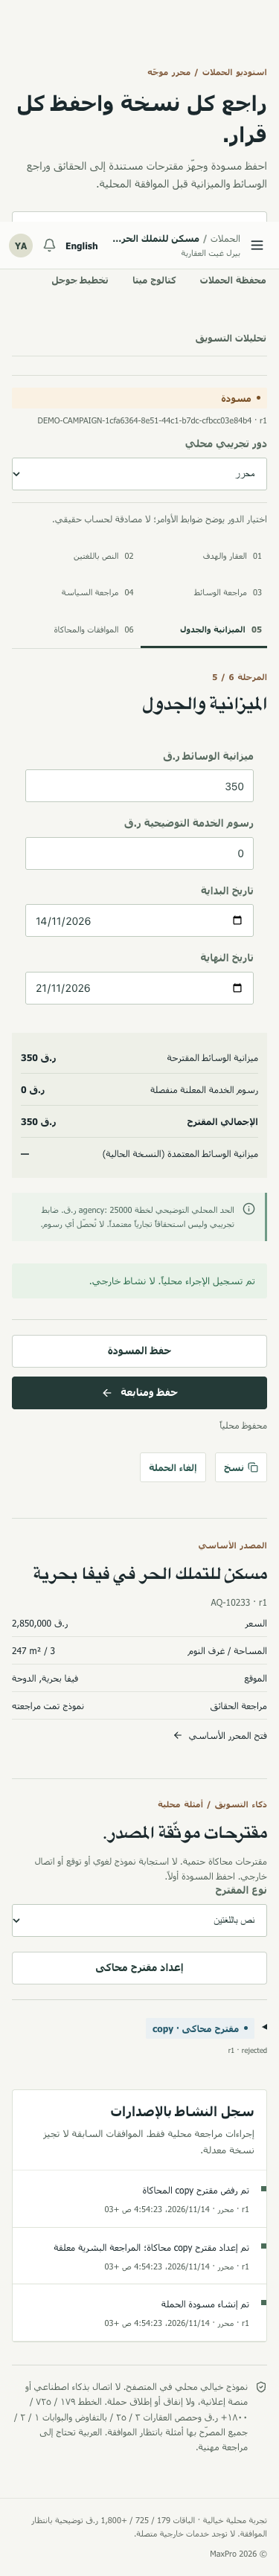 استوديو الحملات / محرر موجّه
راجع كل نسخة واحفظ كل
قرار.
احفظ مسودة وجهّز مقترحات مستندة إلى الحقائق وراجع
الوسائط والميزانية قبل الموافقة المحلية.
الحملات / مسكن للتملك الحر...
بيرل غيت العقارية
English
YA
محفظة الحملات
كتالوج ميتا
تخطيط جوجل
تحليلات التسويق
• مسودة
DEMO-CAMPAIGN-1cfa6364-8e51-44c1-b7dc-cfbcc03e84b4 · r1
دور تجريبي محلي
محرر
اختيار الدور يوضح ضوابط الأوامر؛ لا مصادقة لحساب حقيقي.
01 العقار والهدف
02 النص باللغتين
03 مراجعة الوسائط
04 مراجعة السياسة
05 الميزانية والجدول
06 الموافقات والمحاكاة
المرحلة 6 / 5
الميزانية والجدول
ميزانية الوسائط ر.ق
350
رسوم الخدمة التوضيحية ر.ق
0
تاريخ البداية
14/11/2026
تاريخ النهاية
21/11/2026
ميزانية الوسائط المقترحة
350 ر.ق
رسوم الخدمة المعلنة منفصلة
0 ر.ق
الإجمالي المقترح
350 ر.ق
ميزانية الوسائط المعتمدة (النسخة الحالية)
—
الحد المحلي التوضيحي لخطة agency: 25000 ر.ق. ضابط
تجريبي وليس استحقاقاً تجارياً معتمداً. لا تُحصّل أي رسوم.
تم تسجيل الإجراء محلياً. لا نشاط خارجي.
حفظ المسودة
حفظ ومتابعة
محفوظ محلياً
نسخ
إلغاء الحملة
المصدر الأساسي
مسكن للتملك الحر في فيفا بحرية
AQ-10233 · r1
السعر
2,850,000 ر.ق
المساحة / غرف النوم
247 m² / 3
الموقع
فيفا بحرية, الدوحة
مراجعة الحقائق
نموذج تمت مراجعته
فتح المحرر الأساسي
ذكاء التسويق / أمثلة محلية
مقترحات موثّقة المصدر.
مقترحات محاكاة حتمية. لا استجابة نموذج لغوي أو توقع أو اتصال
خارجي. احفظ المسودة أولاً.
نوع المقترح
نص باللغتين
إعداد مقترح محاكى
• مقترح محاكى · copy
r1 · rejected
سجل النشاط بالإصدارات
إجراءات مراجعة محلية فقط. الموافقات السابقة لا تجيز
نسخة معدلة.
تم رفض مقترح copy المحاكاة
r1 · محرر · 14/11/2026، 4:54:23 ص +03
تم إعداد مقترح copy محاكاة؛ المراجعة البشرية معلقة
r1 · محرر · 14/11/2026، 4:54:23 ص +03
تم إنشاء مسودة الحملة
r1 · محرر · 14/11/2026، 4:54:23 ص +03
نموذج خيالي محلي في المتصفح. لا اتصال بذكاء اصطناعي أو
منصة إعلانية، ولا إنفاق أو إطلاق حملة. الخطط ١٧٩ / ٧٢٥ /
١٨٠٠+ ر.ق وحصص العقارات ٣ / ٢٥ / بالتفاوض والبوابات ١ / ٢ /
جميع المصرّح بها أمثلة بانتظار الموافقة. العربية تحتاج إلى
مراجعة مهنية.
تجربة محلية خيالية · الباقات 179 / 725 / +1,800 ر.ق توضيحية بانتظار
الموافقة. لا توجد خدمات خارجية متصلة.
© 2026 MaxPro